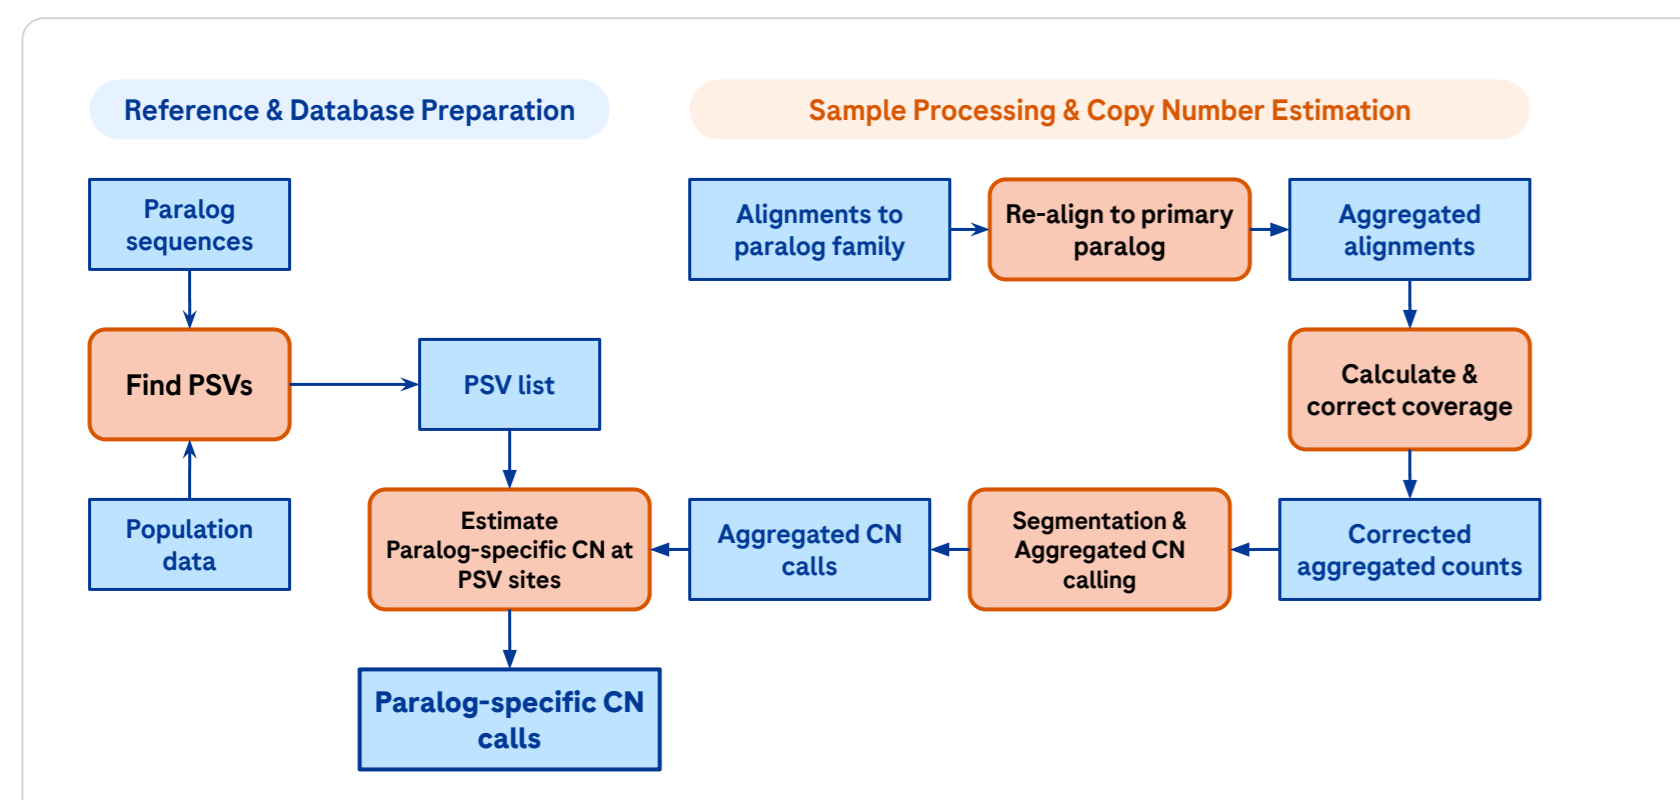 Reference & Database Preparation
Sample Processing & Copy Number Estimation
Paralog
sequences
Find PSVs
Population
data
PSV list
Alignments to
paralog family
Re-align to primary
paralog
Aggregated
alignments
Calculate &
correct coverage
Corrected
aggregated counts
Segmentation &
Aggregated CN
calling
Aggregated CN
calls
Estimate
Paralog-specific CN at
PSV sites
Paralog-specific CN
calls